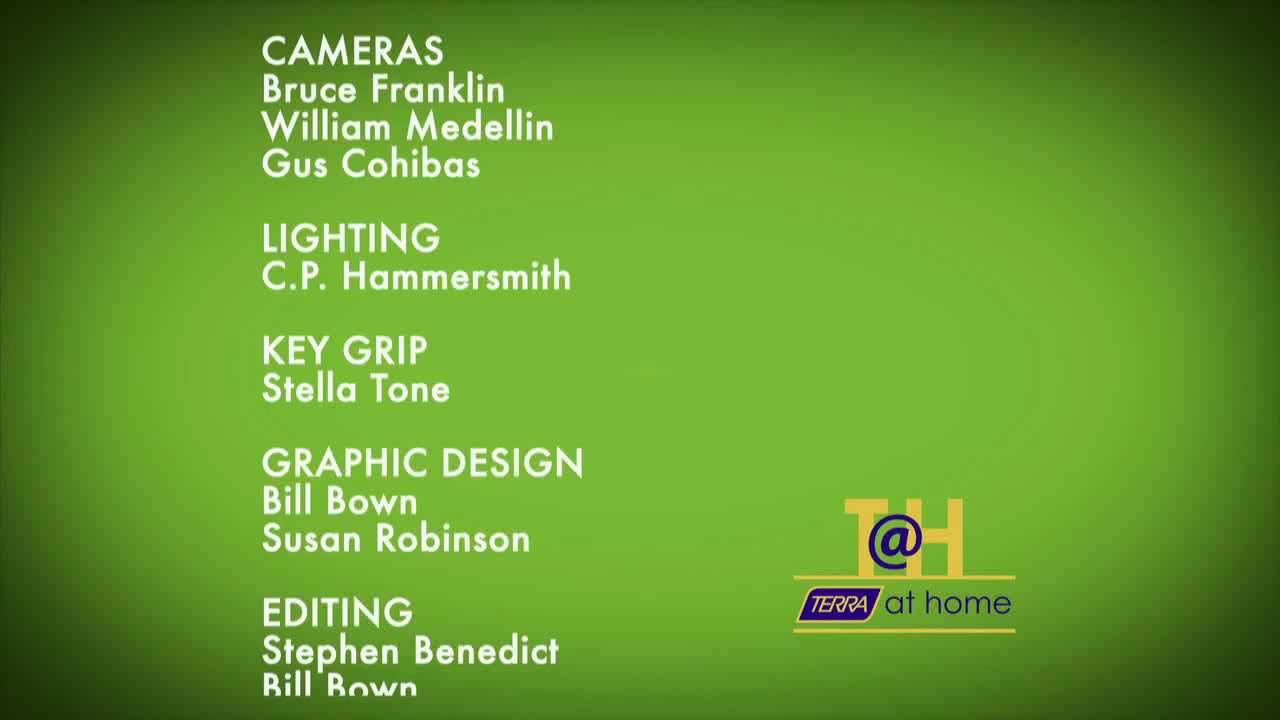 CAMERAS
Bruce Franklin
William Medellin
Gus Cohibas
LIGHTING
C.P. Hammersmith
KEY GRIP
Stella Tone
GRAPHIC DESIGN
Bill Bown
Susan Robinson
EDITING
Stephen Benedict
Bill Bown
T@H
TERRA at home